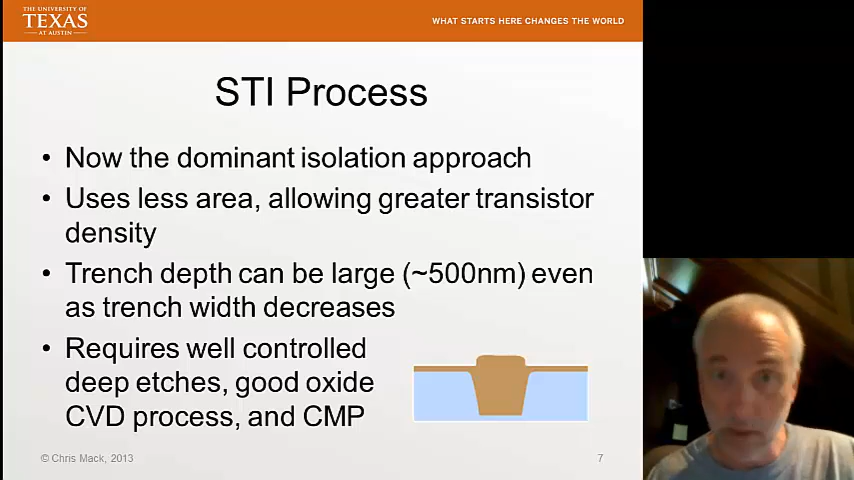 THE UNIVERSITY OF
TEXAS
AT AUSTIN
WHAT STARTS HERE CHANGES THE WORLD
STI Process
• Now the dominant isolation approach
• Uses less area, allowing greater transistor
density
• Trench depth can be large (~500nm) even
as trench width decreases
• Requires well controlled
deep etches, good oxide
CVD process, and CMP
© Chris Mack, 2013
7